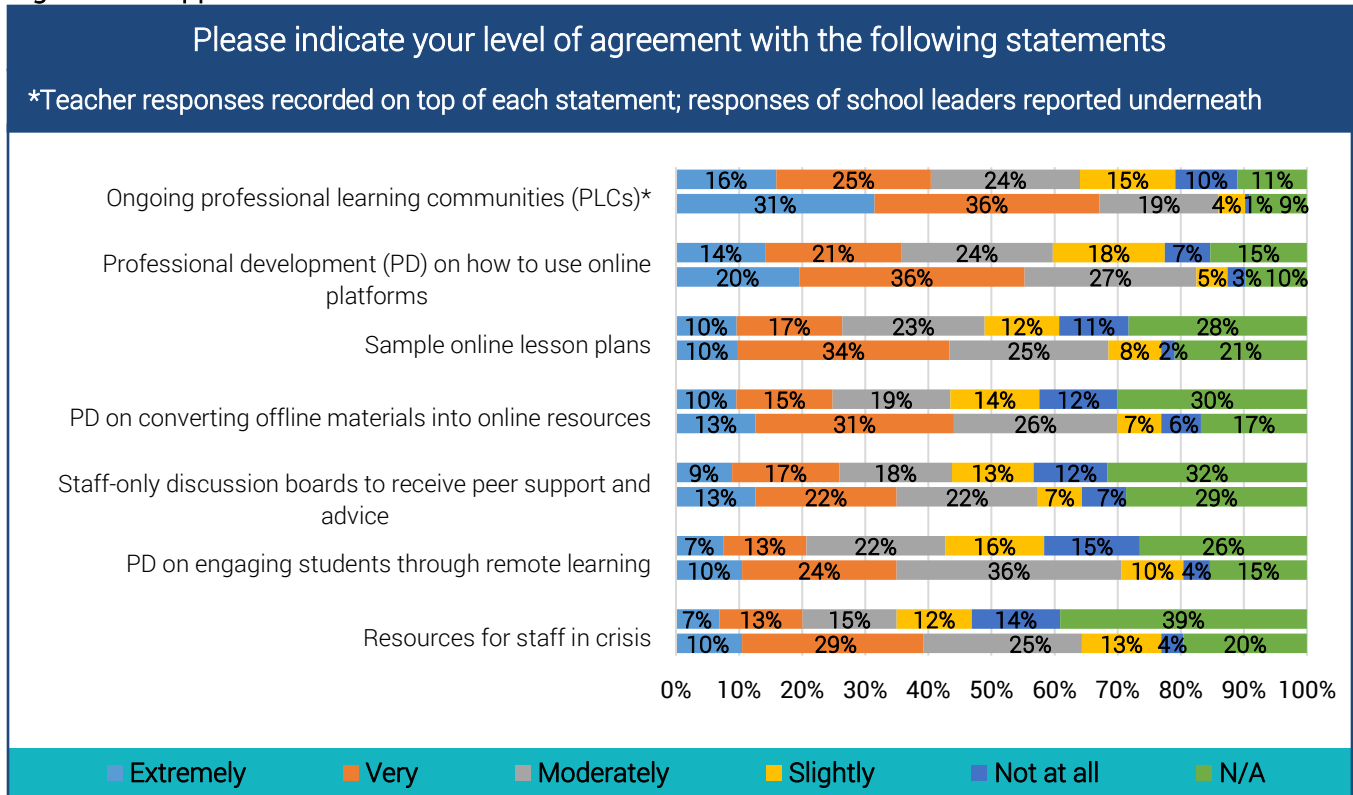 Please indicate your level of agreement with the following statements
*Teacher responses recorded on top of each statement; responses of school leaders reported underneath
16% 25% 24% 15% 10% 11%
Ongoing professional learning communities (PLCs)*
31% 36% 19% 4% 1% 9%
14% 21% 24% 18% 7% 15%
Professional development (PD) on how to use online
platforms
20% 36% 27% 5% 3% 10%
10% 17% 23% 12% 11% 28%
Sample online lesson plans
10% 34% 25% 8% 2% 21%
10% 15% 19% 14% 12% 30%
PD on converting offline materials into online resources
13% 31% 26% 7% 6% 17%
9% 17% 18% 13% 12% 32%
Staff-only discussion boards to receive peer support and
advice
13% 22% 22% 7% 7% 29%
7% 13% 22% 16% 15% 26%
PD on engaging students through remote learning
10% 24% 36% 10% 4% 15%
7% 13% 15% 12% 14% 39%
Resources for staff in crisis
10% 29% 25% 13% 4% 20%
0% 10% 20% 30% 40% 50% 60% 70% 80% 90% 100%
Extremely Very Moderately Slightly Not at all N/A